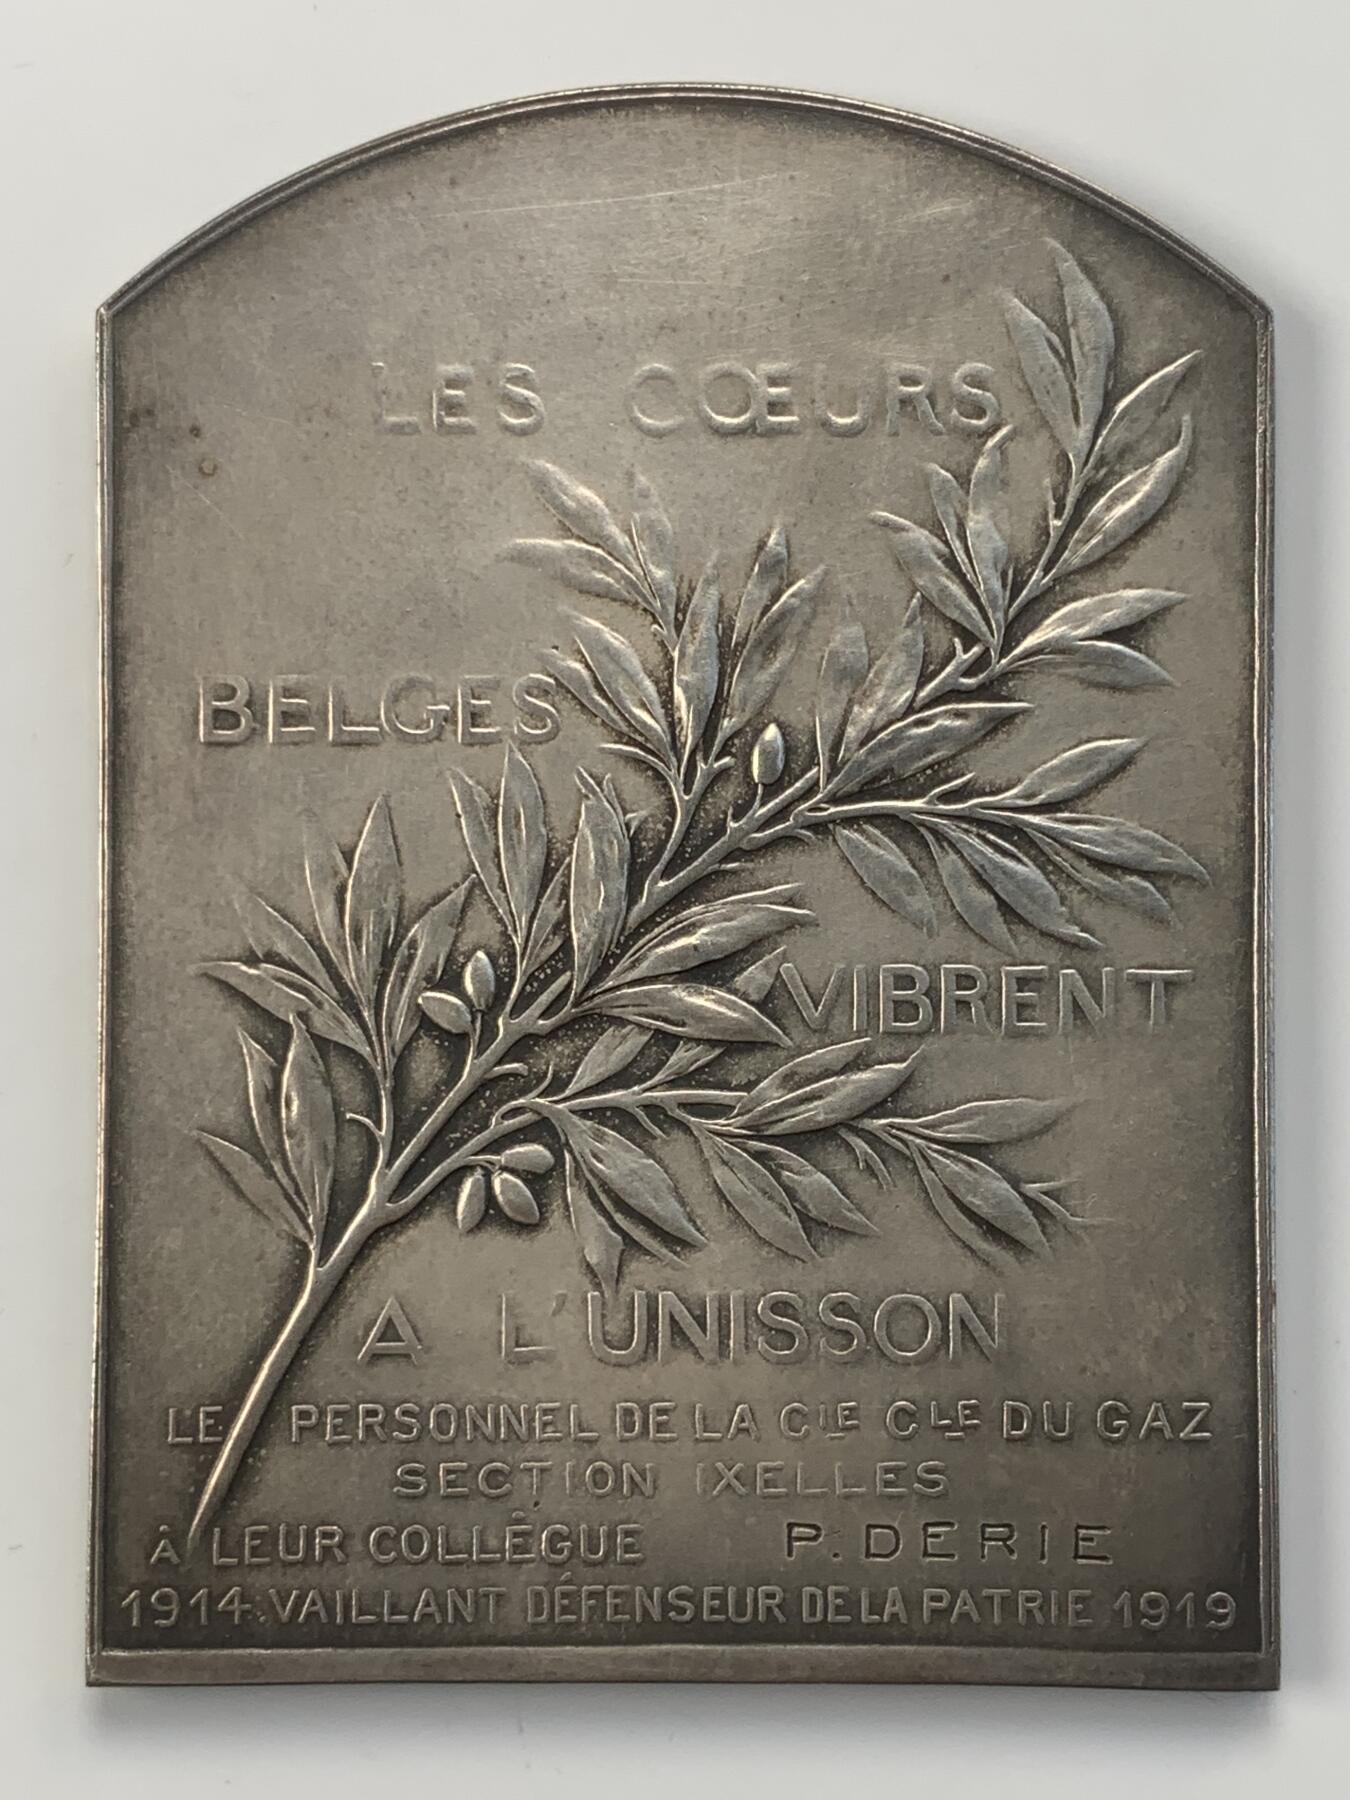 LES CŒURS
BELGES
VIBRENT
A L'UNISSON
LE PERSONNEL DE LA CIE CLE DU GAZ
SECTION IXELLES
À LEUR COLLÈGUE P. DERIE
1914 VAILLANT DÉFENSEUR DE LA PATRIE 1919